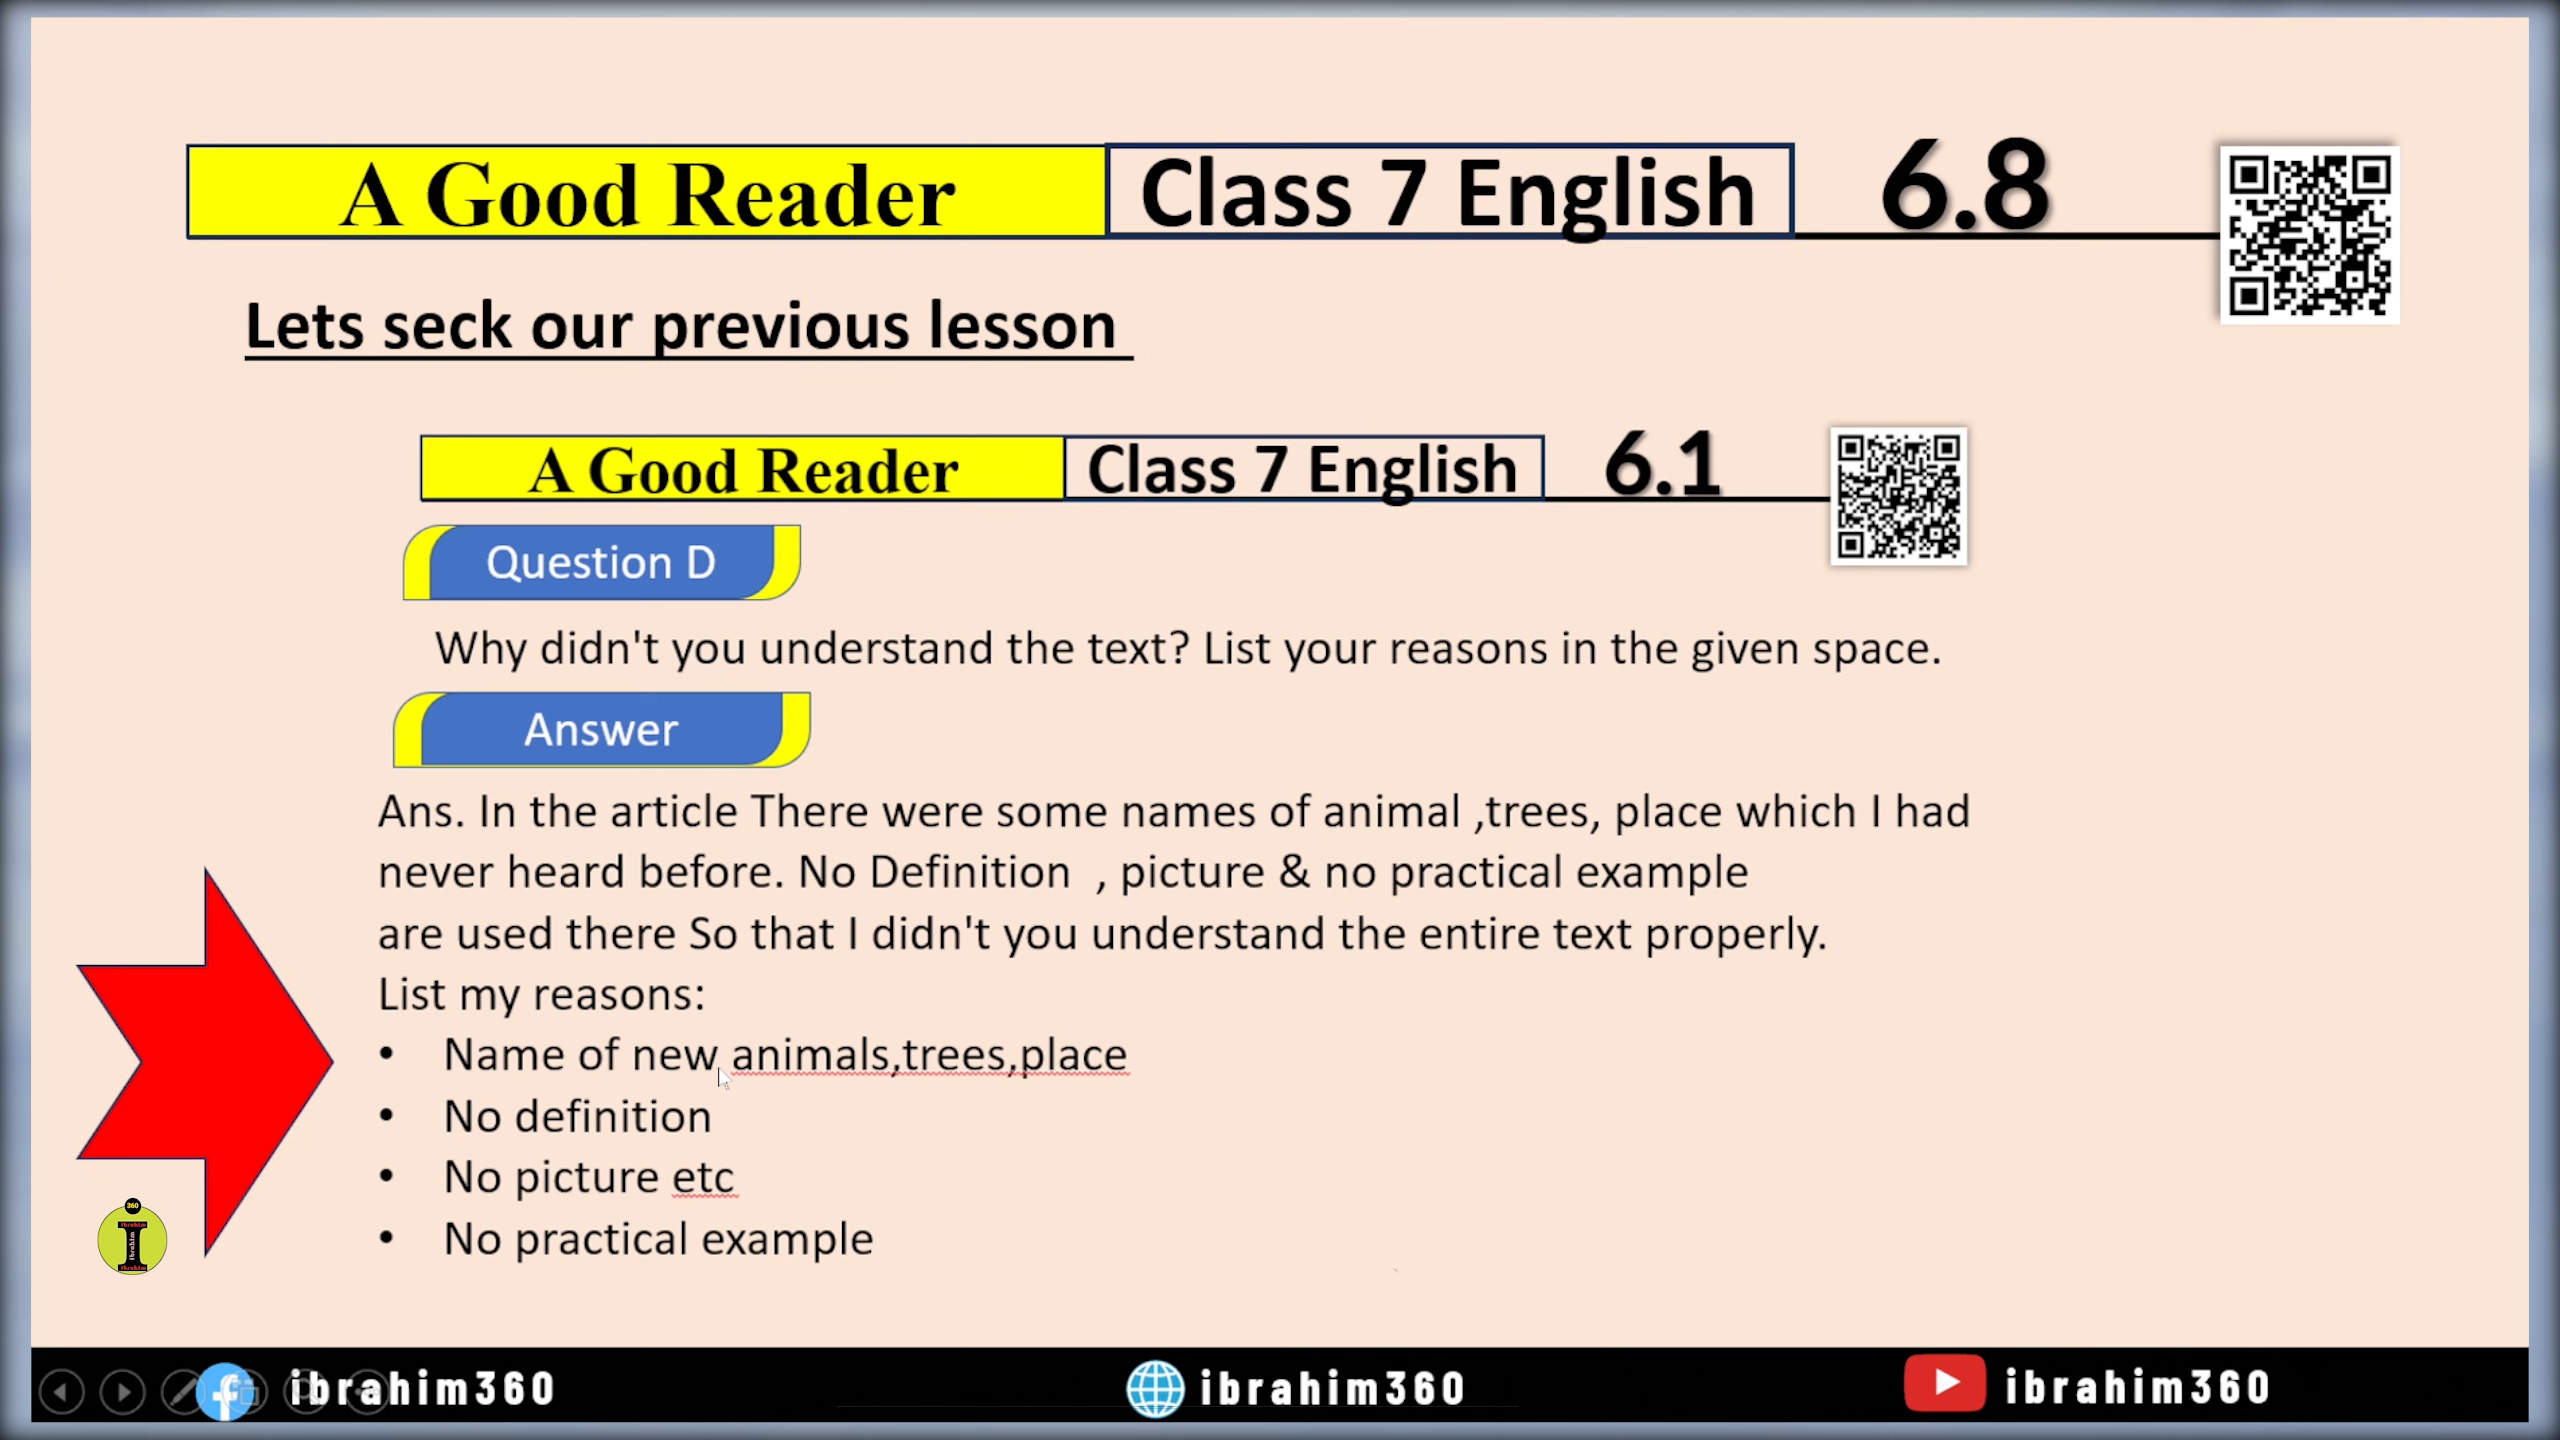 A Good Reader Class 7 English 6.8
Lets seck our previous lesson
A Good Reader Class 7 English 6.1
Question D
Why didn't you understand the text? List your reasons in the given space.
Answer
Ans. In the article There were some names of animal ,trees, place which I had
never heard before. No Definition , picture & no practical example
are used there So that I didn't you understand the entire text properly.
List my reasons:
• Name of new animals,trees,place
• No definition
• No picture etc
• No practical example
360
Ibrahim
Ibrahim
Ibrahim
ibrahim360 ibrahim360 ibrahim360